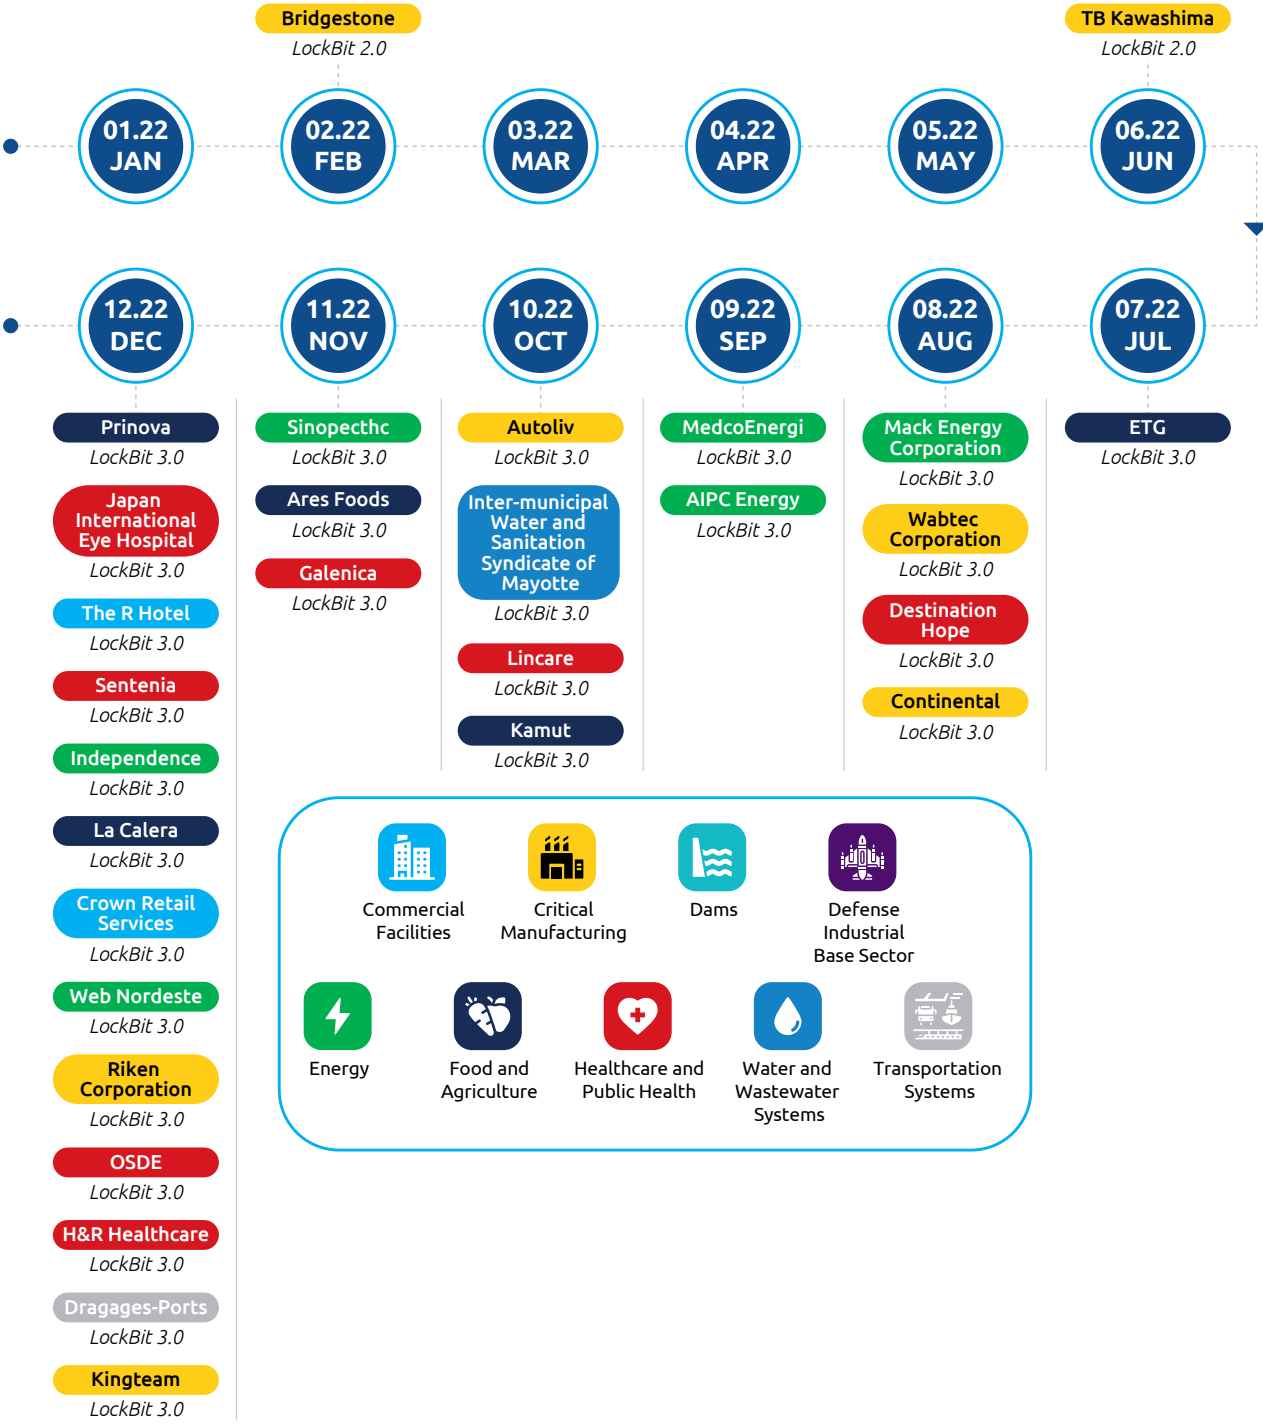 Bridgestone
LockBit 2.0
TB Kawashima
LockBit 2.0
01.22
JAN
02.22
FEB
03.22
MAR
04.22
APR
05.22
MAY
06.22
JUN
12.22
DEC
11.22
NOV
10.22
OCT
09.22
SEP
08.22
AUG
07.22
JUL
Prinova
LockBit 3.0
Japan
International
Eye Hospital
LockBit 3.0
The R Hotel
LockBit 3.0
Sentenia
LockBit 3.0
Independence
LockBit 3.0
La Calera
LockBit 3.0
Crown Retail
Services
LockBit 3.0
Web Nordeste
LockBit 3.0
Riken
Corporation
LockBit 3.0
OSDE
LockBit 3.0
H&R Healthcare
LockBit 3.0
Dragages-Ports
LockBit 3.0
Kingteam
LockBit 3.0
Sinopecthc
LockBit 3.0
Ares Foods
LockBit 3.0
Galenica
LockBit 3.0
Autoliv
LockBit 3.0
Inter-municipal
Water and
Sanitation
Syndicate of
Mayotte
LockBit 3.0
Lincare
LockBit 3.0
Kamut
LockBit 3.0
MedcoEnergi
LockBit 3.0
AIPC Energy
LockBit 3.0
Mack Energy
Corporation
LockBit 3.0
Wabtec
Corporation
LockBit 3.0
Destination
Hope
LockBit 3.0
Continental
LockBit 3.0
ETG
LockBit 3.0
Commercial
Facilities
Critical
Manufacturing
Dams
Defense
Industrial
Base Sector
Energy
Food and
Agriculture
Healthcare and
Public Health
Water and
Wastewater
Systems
Transportation
Systems